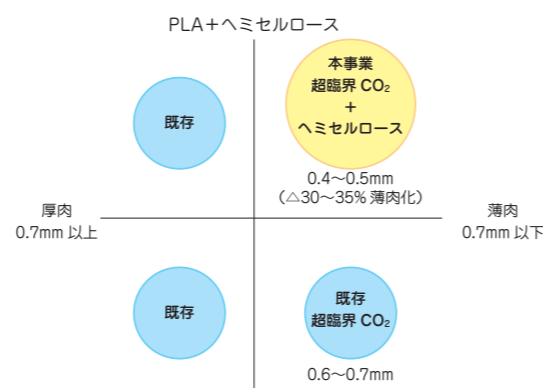 PLA＋ヘミセルロース
既存
本事業
超臨界 CO₂
＋
ヘミセルロース
0.4～0.5mm
（△30～35% 薄肉化）
厚肉
0.7mm 以上
薄肉
0.7mm 以下
既存
既存
超臨界 CO₂
0.6～0.7mm